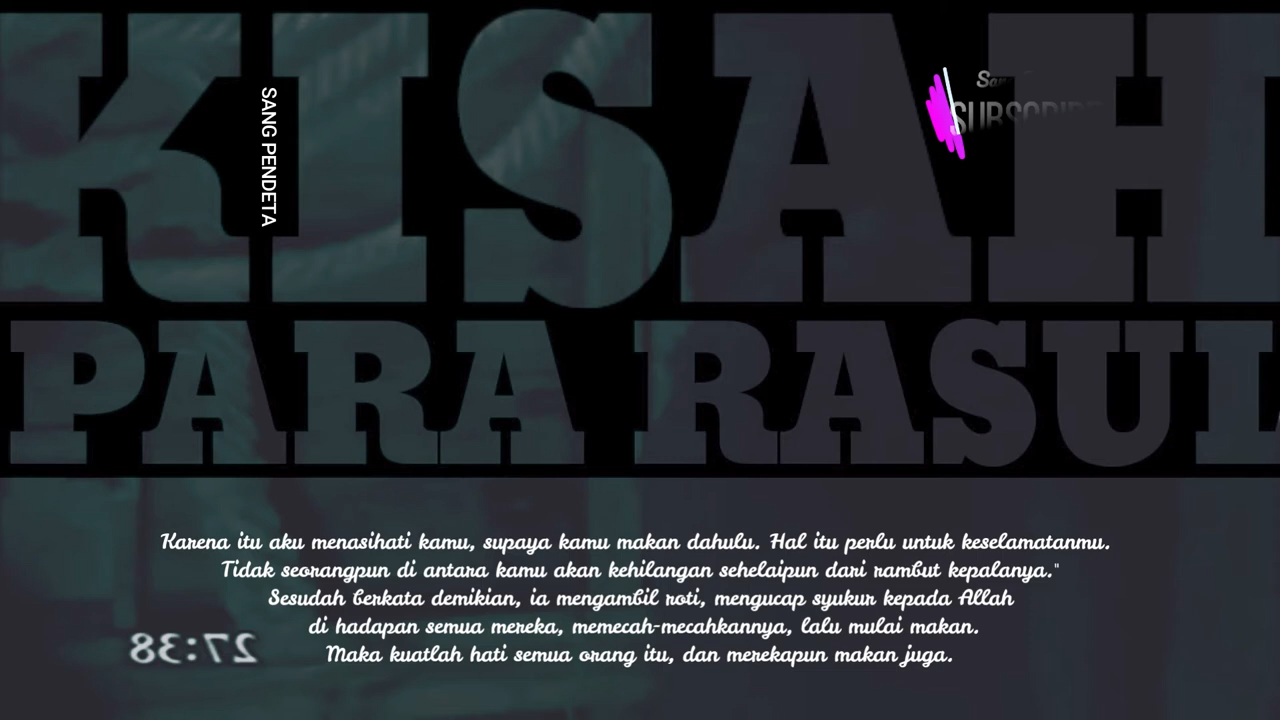 KISAH
PARA RASUL
SANG PENDETA
SUBSCRIBE
Karena itu aku menasihati kamu, supaya kamu makan dahulu. Hal itu perlu untuk keselamatanmu.
Tidak seorangpun di antara kamu akan kehilangan sehelaipun dari rambut kepalanya."
Sesudah berkata demikian, ia mengambil roti, mengucap syukur kepada Allah
di hadapan semua mereka, memecah-mecahkannya, lalu mulai makan.
Maka kuatlah hati semua orang itu, dan merekapun makan juga.
27:38